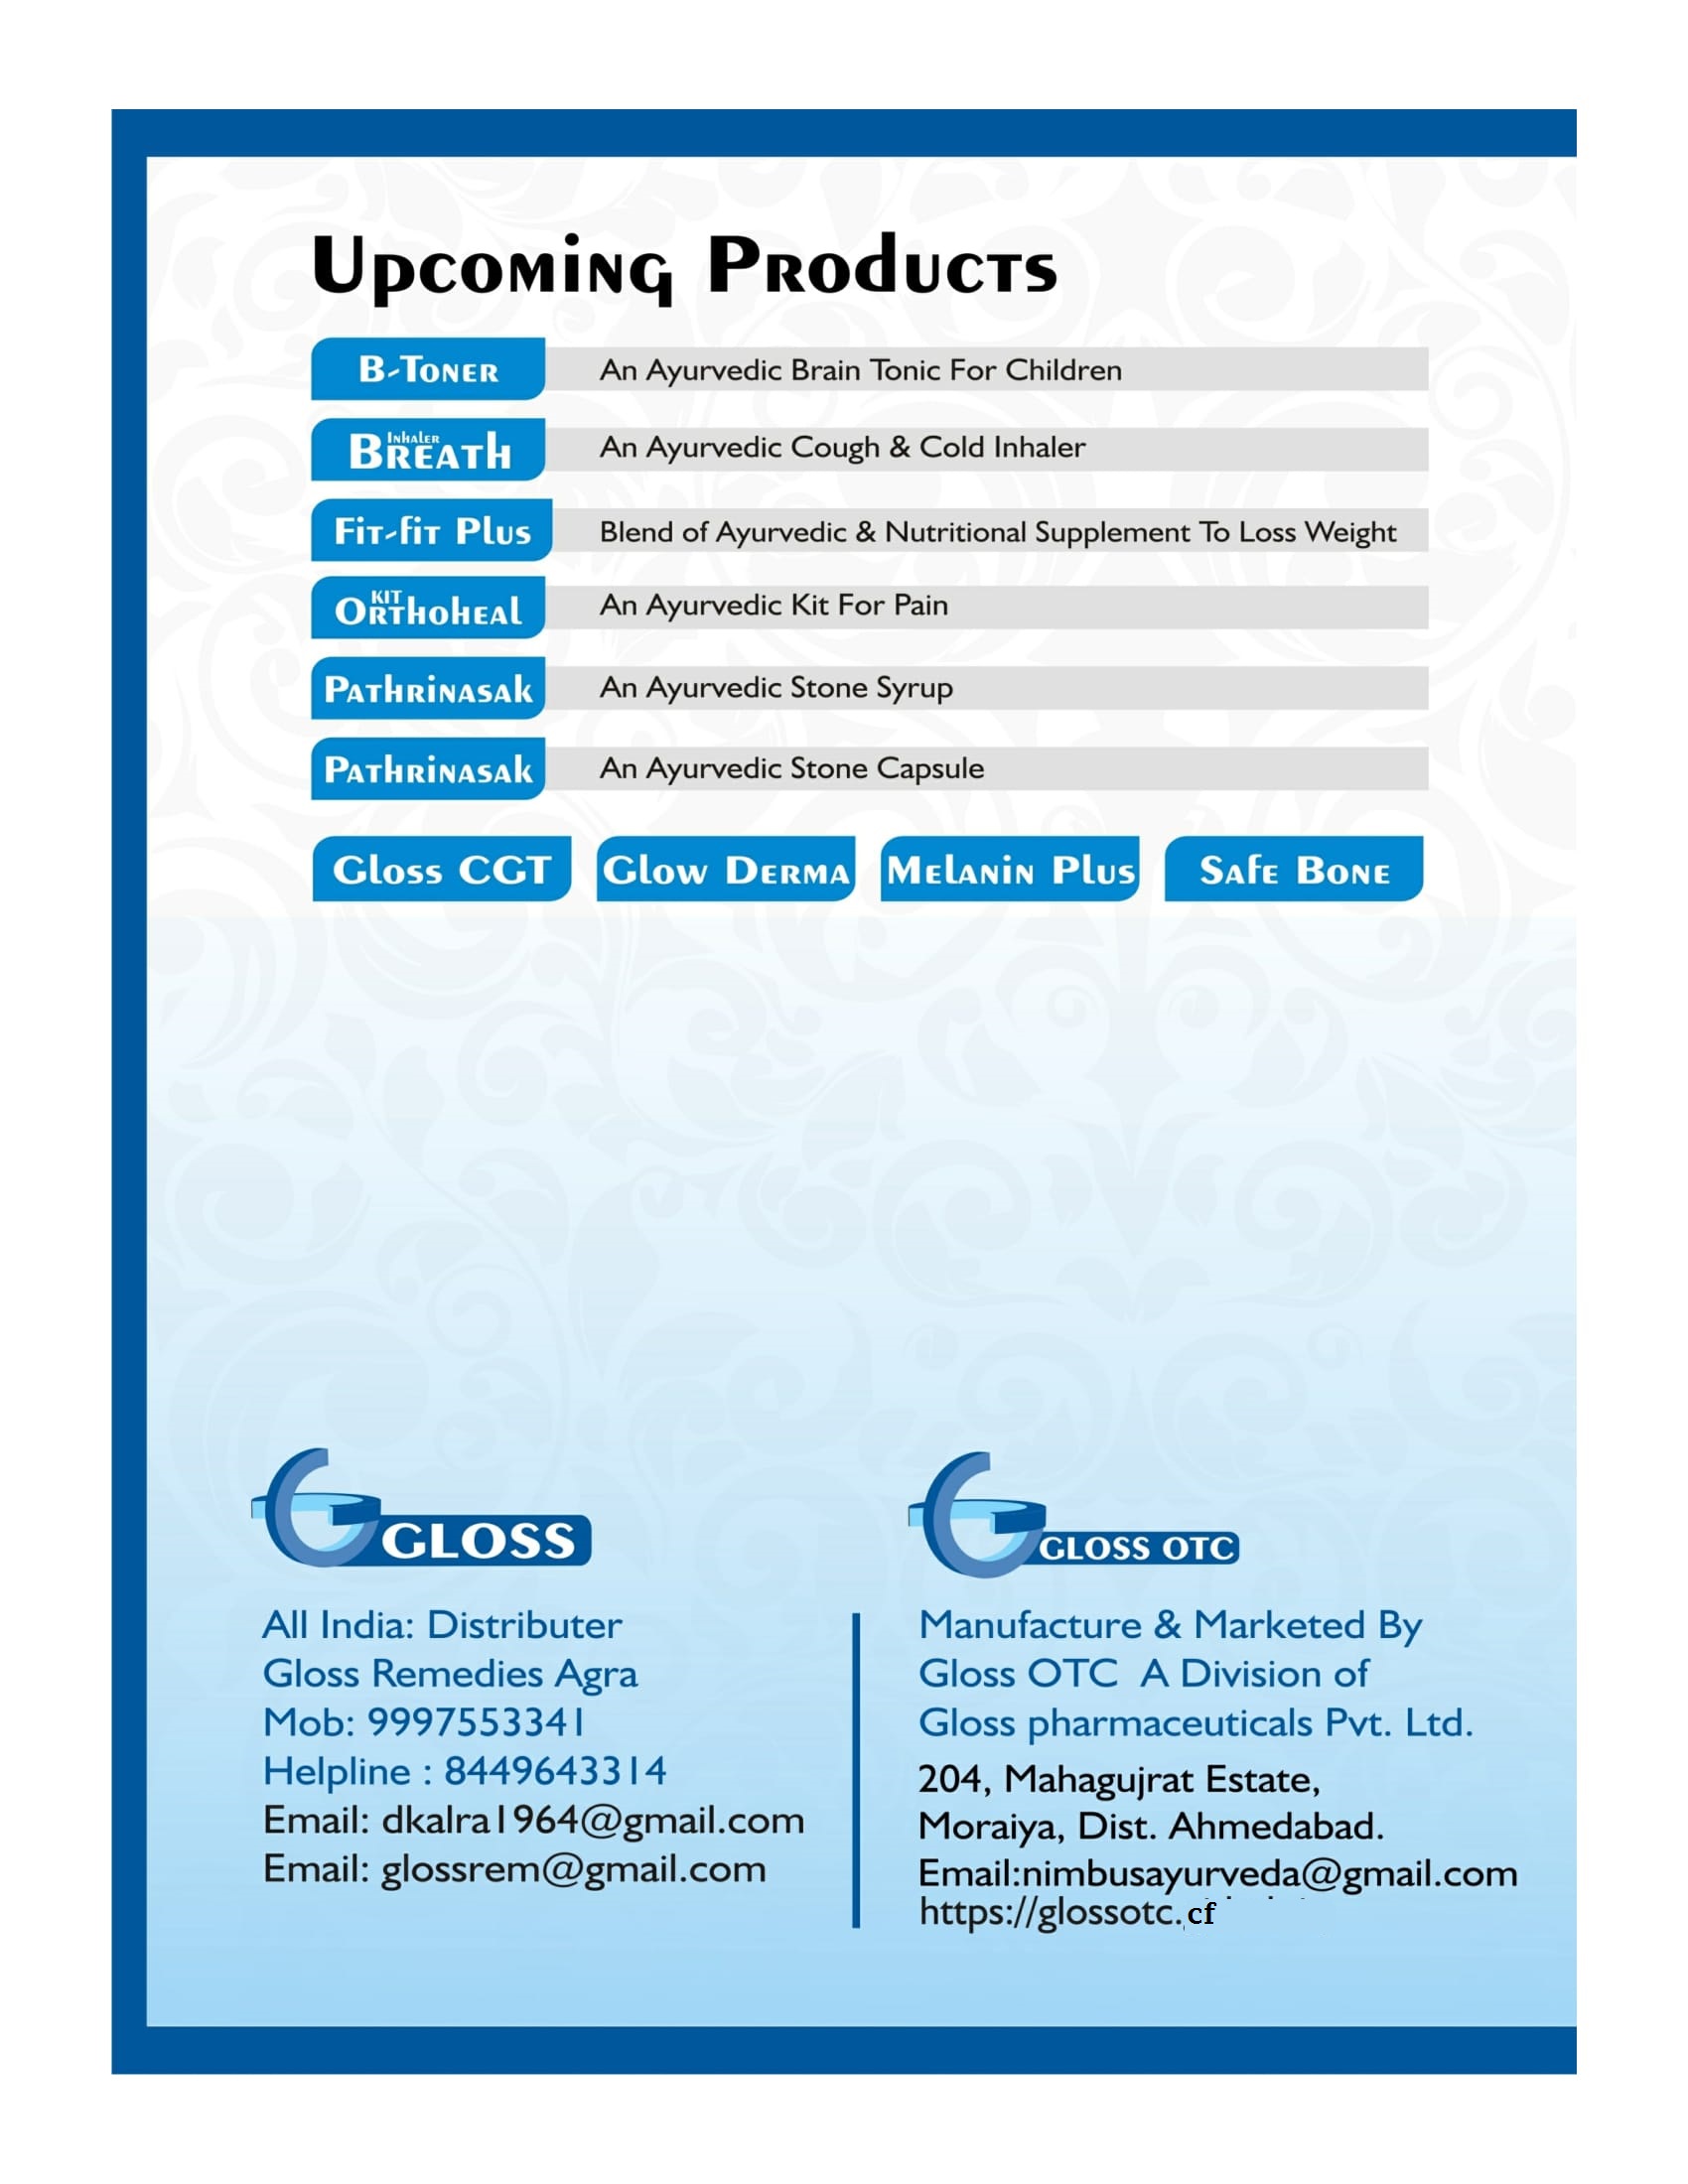 Upcoming Products
B-Toner An Ayurvedic Brain Tonic For Children
Inhaler
Breath An Ayurvedic Cough & Cold Inhaler
Fit-fit Plus Blend of Ayurvedic & Nutritional Supplement To Loss Weight
KIT
Orthoheal An Ayurvedic Kit For Pain
Pathrinasak An Ayurvedic Stone Syrup
Pathrinasak An Ayurvedic Stone Capsule
Gloss CGT Glow Derma Melanin Plus Safe Bone
GLOSS
All India: Distributer
Gloss Remedies Agra
Mob: 9997553341
Helpline : 8449643314
Email: dkalra1964@gmail.com
Email: glossrem@gmail.com
GLOSS OTC
Manufacture & Marketed By
Gloss OTC A Division of
Gloss pharmaceuticals Pvt. Ltd.
204, Mahagujrat Estate,
Moraiya, Dist. Ahmedabad.
Email:nimbusayurveda@gmail.com
https://glossotc.cf